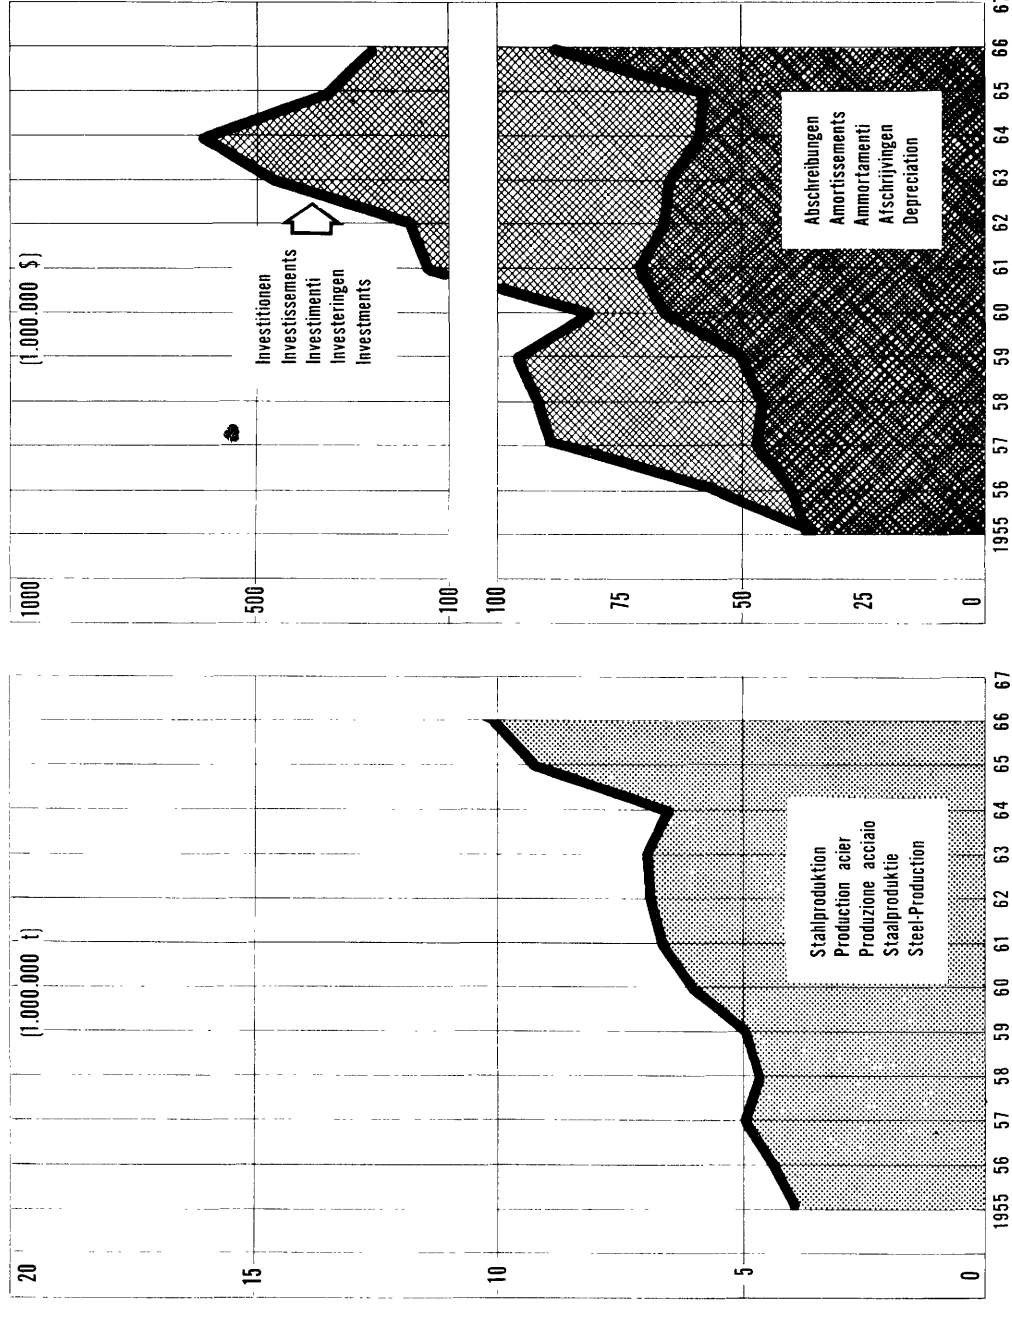 (1.000.000 t)
20
15
10
5
0
Stahlproduktion
Production acier
Produzione acciaio
Staalproduktie
Steel-Production
1955 56 57 58 59 60 61 62 63 64 65 66 67
(1.000.000 $)
1000
500
100
100
75
50
25
0
Investitionen
Investissements
Investimenti
Investeringen
Investments
Abschreibungen
Amortissements
Ammortamenti
Afschrijvingen
Depreciation
1955 56 57 58 59 60 61 62 63 64 65 66 67